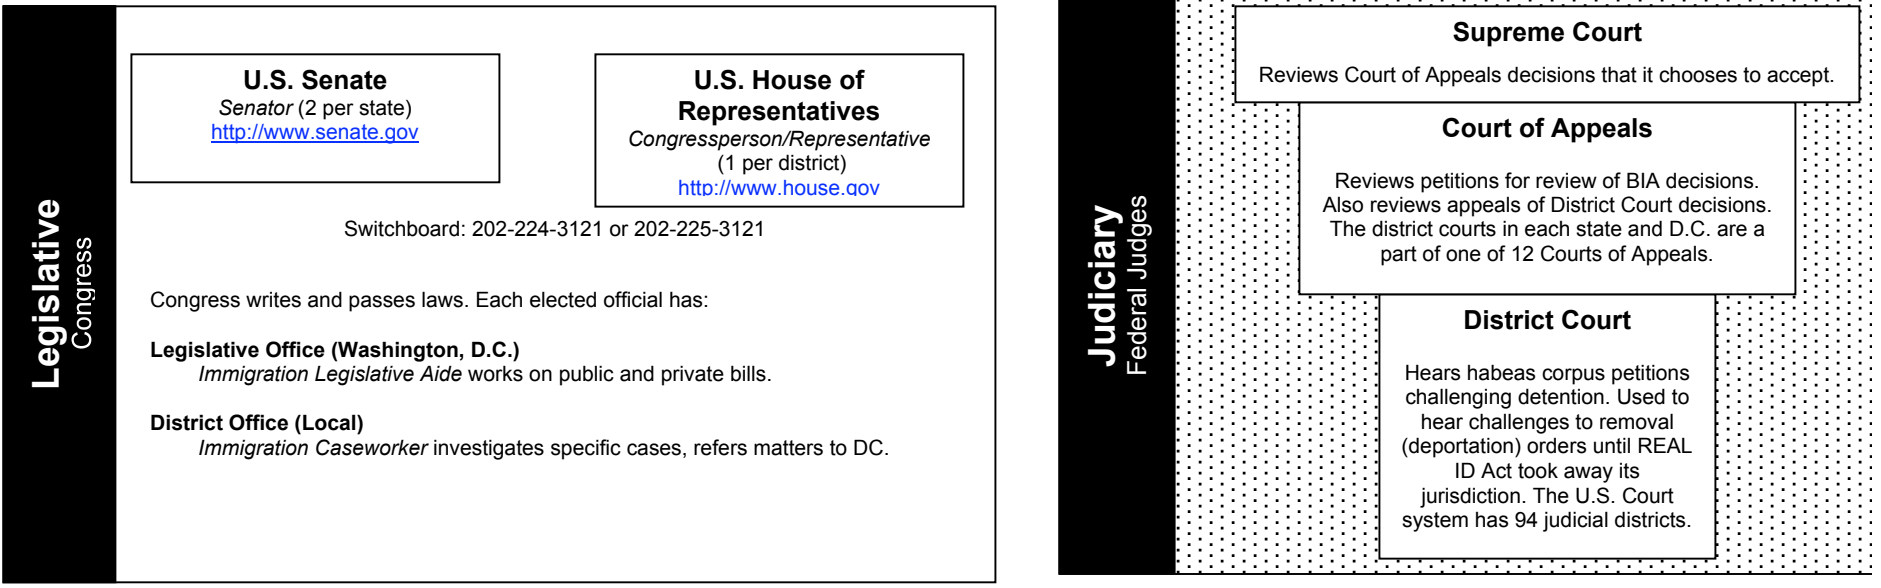 Legislative
Congress
U.S. Senate
Senator (2 per state)
http://www.senate.gov
U.S. House of
Representatives
Congressperson/Representative
(1 per district)
http://www.house.gov
Switchboard: 202-224-3121 or 202-225-3121
Congress writes and passes laws. Each elected official has:
Legislative Office (Washington, D.C.)
Immigration Legislative Aide works on public and private bills.
District Office (Local)
Immigration Caseworker investigates specific cases, refers matters to DC.
Judiciary
Federal Judges
Supreme Court
Reviews Court of Appeals decisions that it chooses to accept.
Court of Appeals
Reviews petitions for review of BIA decisions.
Also reviews appeals of District Court decisions.
The district courts in each state and D.C. are a
part of one of 12 Courts of Appeals.
District Court
Hears habeas corpus petitions
challenging detention. Used to
hear challenges to removal
(deportation) orders until REAL
ID Act took away its
jurisdiction. The U.S. Court
system has 94 judicial districts.